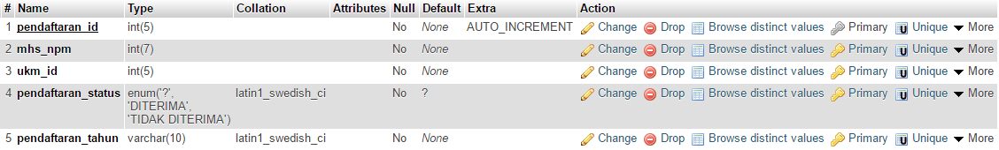 # Name Type Collation Attributes Null Default Extra Action
1 pendaftaran_id int(5) No None AUTO_INCREMENT Change Drop Browse distinct values Primary Unique More
2 mhs_npm int(7) No None Change Drop Browse distinct values Primary Unique More
3 ukm_id int(5) No None Change Drop Browse distinct values Primary Unique More
4 pendaftaran_status enum('?', latin1_swedish_ci No ? Change Drop Browse distinct values Primary Unique More
'DITERIMA',
'TIDAK DITERIMA')
5 pendaftaran_tahun varchar(10) latin1_swedish_ci No None Change Drop Browse distinct values Primary Unique More